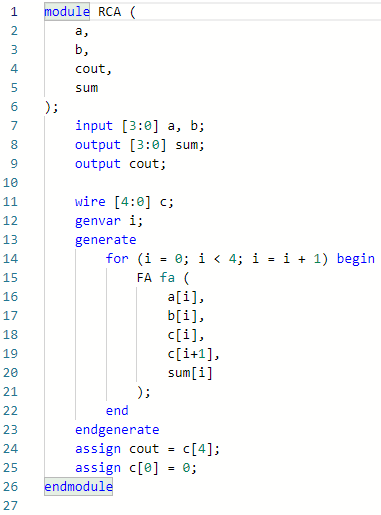 1 module RCA (
2     a,
3     b,
4     cout,
5     sum
6 );
7     input [3:0] a, b;
8     output [3:0] sum;
9     output cout;
10
11     wire [4:0] c;
12     genvar i;
13     generate
14         for (i = 0; i < 4; i = i + 1) begin
15             FA fa (
16                 a[i],
17                 b[i],
18                 c[i],
19                 c[i+1],
20                 sum[i]
21             );
22         end
23     endgenerate
24     assign cout = c[4];
25     assign c[0] = 0;
26 endmodule
27